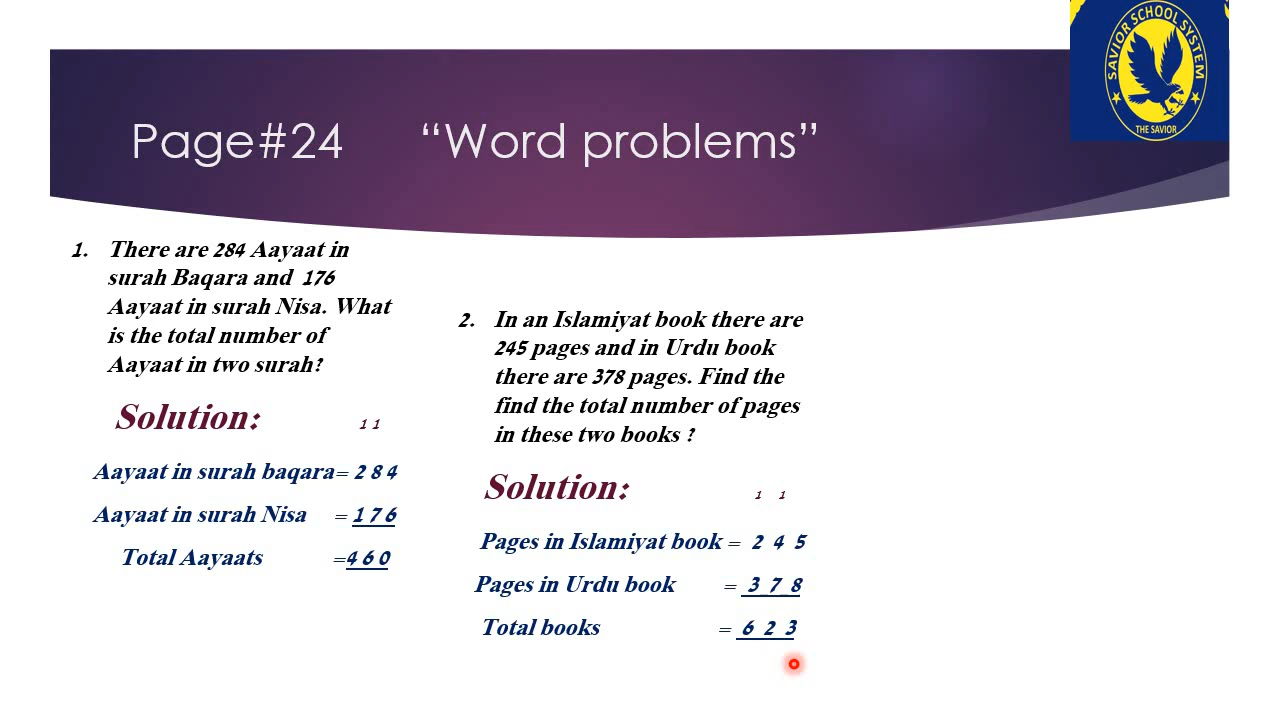 SAVIOR SCHOOL SYSTEM
THE SAVIOR
Page#24 “Word problems”
1. There are 284 Aayaat in
surah Baqara and 176
Aayaat in surah Nisa. What
is the total number of
Aayaat in two surah?
Solution: 1 1
Aayaat in surah baqara= 2 8 4
Aayaat in surah Nisa = 1 7 6
Total Aayaats =4 6 0
2. In an Islamiyat book there are
245 pages and in Urdu book
there are 378 pages. Find the
find the total number of pages
in these two books ?
Solution: 1 1
Pages in Islamiyat book = 2 4 5
Pages in Urdu book = 3 7 8
Total books = 6 2 3